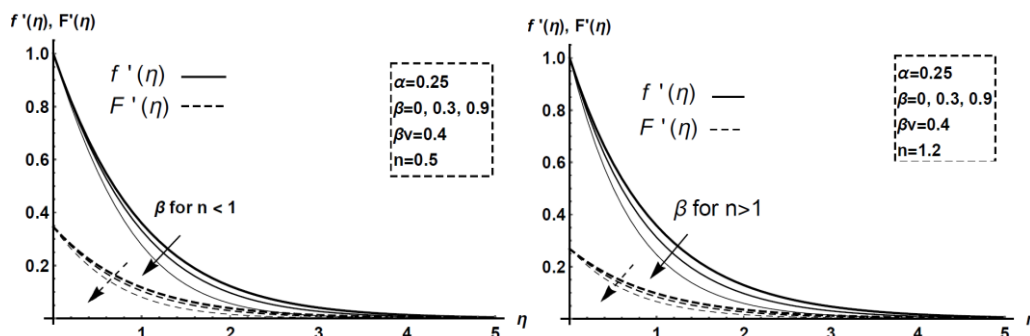 f '(η), F'(η)
1.0
0.8
0.6
0.4
0.2
f '(η)
F '(η)
α=0.25
β=0, 0.3, 0.9
βv=0.4
n=0.5
β for n < 1
1 2 3 4 5 η
f '(η), F'(η)
1.0
0.8
0.6
0.4
0.2
f '(η)
F '(η)
α=0.25
β=0, 0.3, 0.9
βv=0.4
n=1.2
β for n>1
1 2 3 4 5